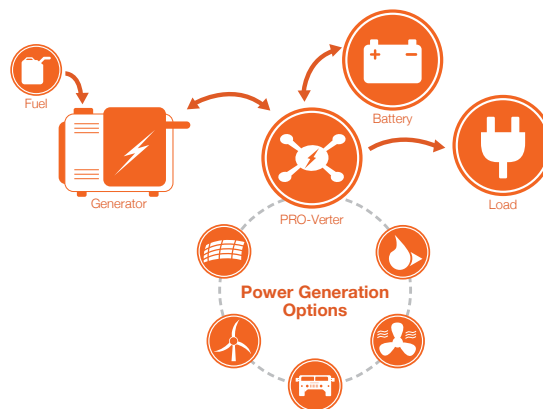 Fuel
Battery
Generator
Load
PRO-Verter
Power Generation
Options